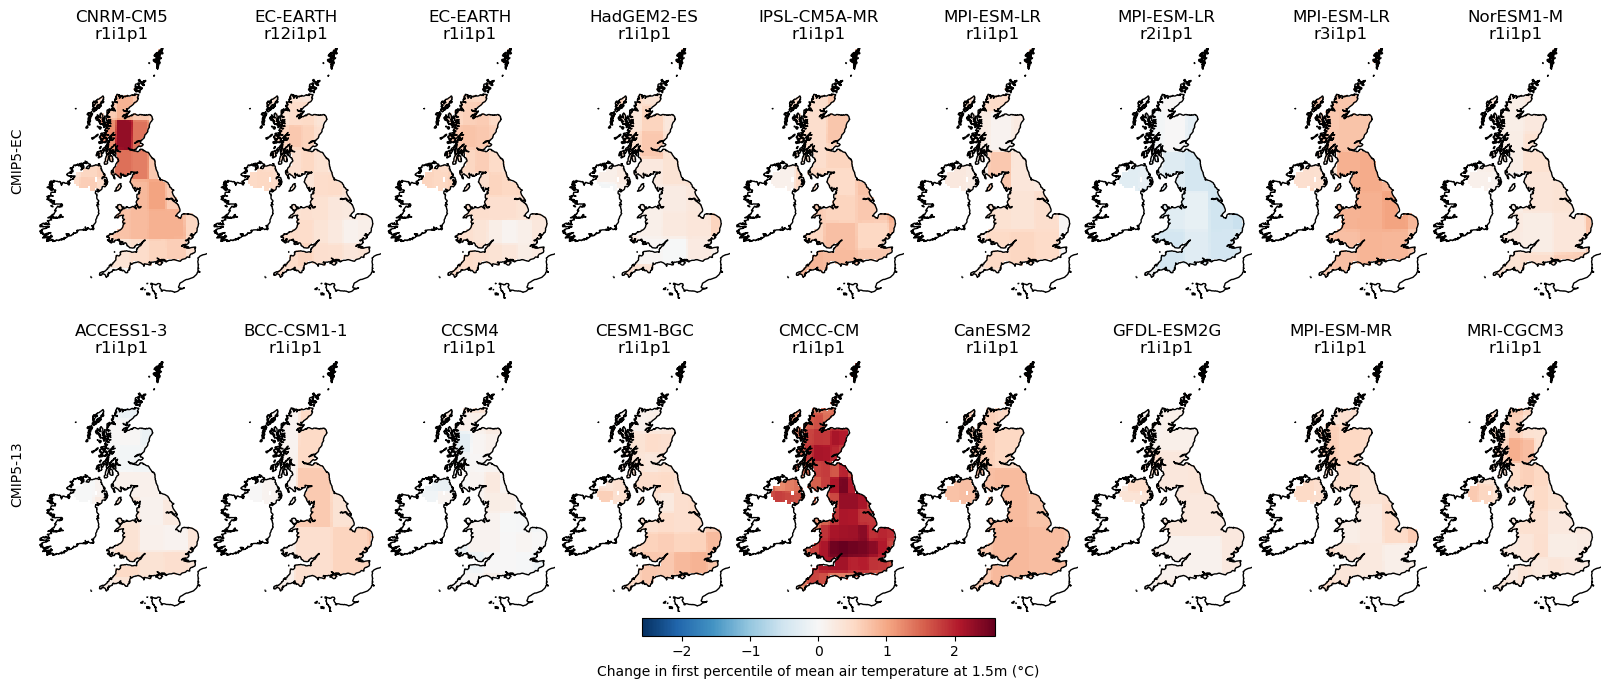 CNRM-CM5 EC-EARTH EC-EARTH HadGEM2-ES IPSL-CM5A-MR MPI-ESM-LR MPI-ESM-LR MPI-ESM-LR NorESM1-M
r1i1p1 r12i1p1 r1i1p1 r1i1p1 r1i1p1 r1i1p1 r2i1p1 r3i1p1 r1i1p1
CMIP5-EC
ACCESS1-3 BCC-CSM1-1 CCSM4 CESM1-BGC CMCC-CM CanESM2 GFDL-ESM2G MPI-ESM-MR MRI-CGCM3
r1i1p1 r1i1p1 r1i1p1 r1i1p1 r1i1p1 r1i1p1 r1i1p1 r1i1p1 r1i1p1
CMIP5-13
−2 −1 0 1 2
Change in first percentile of mean air temperature at 1.5m (°C)